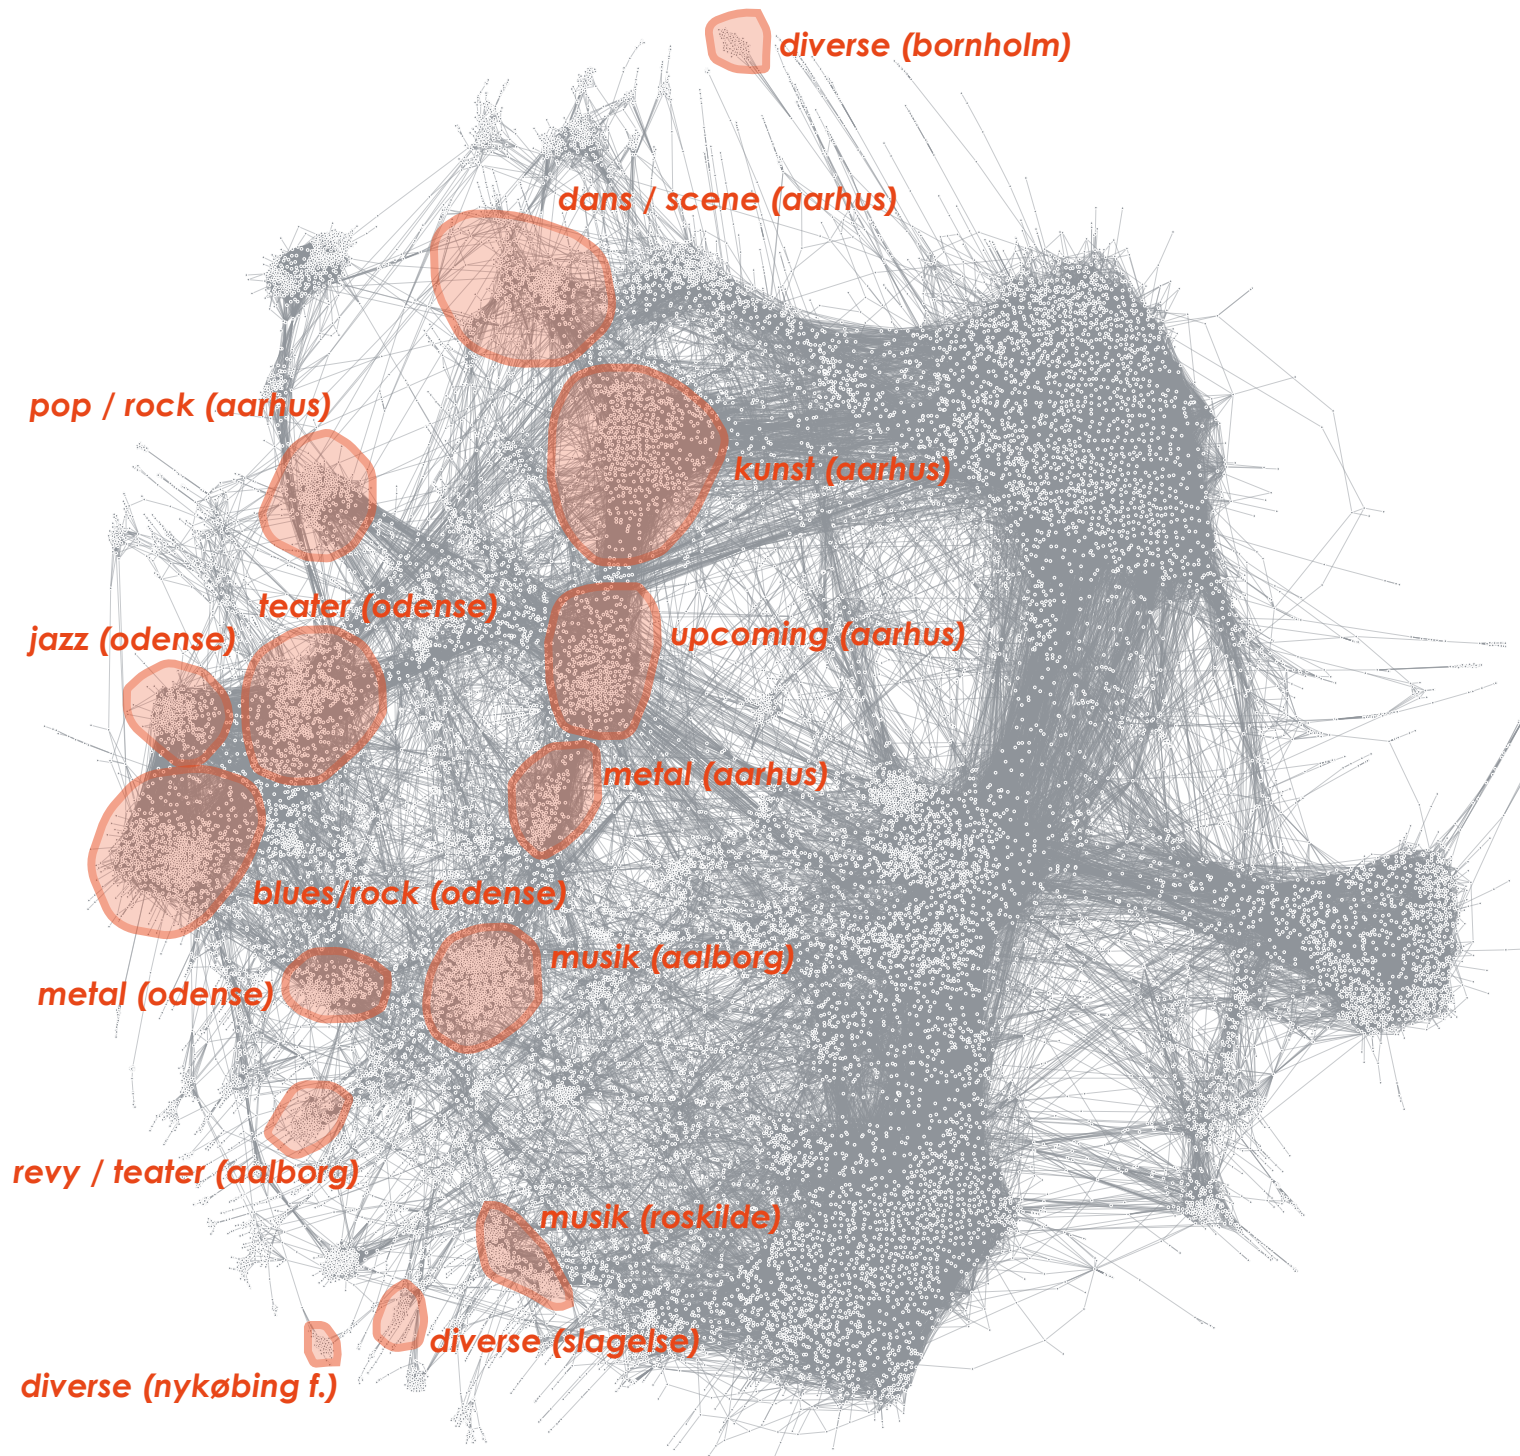 diverse (bornholm)
dans / scene (aarhus)
pop / rock (aarhus)
kunst (aarhus)
teater (odense)
jazz (odense)
upcoming (aarhus)
metal (aarhus)
blues/rock (odense)
musik (aalborg)
metal (odense)
revy / teater (aalborg)
musik (roskilde)
diverse (slagelse)
diverse (nykøbing f.)